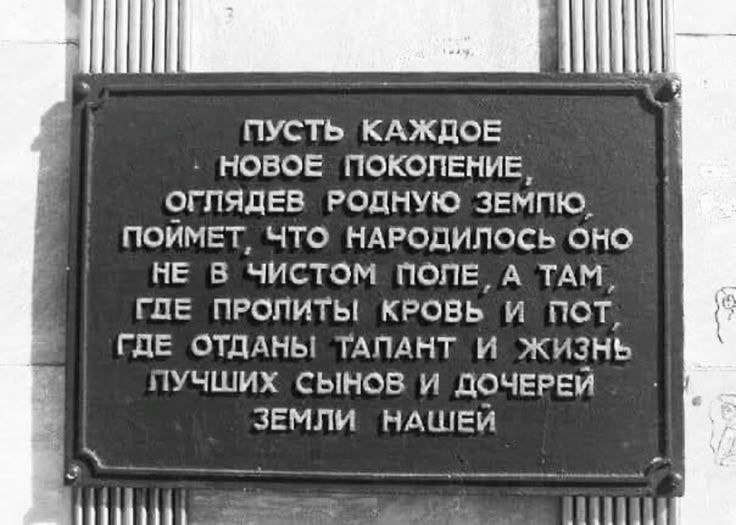 ПУСТЬ КАЖДОЕ
НОВОЕ ПОКОЛЕНИЕ,
ОГЛЯДЕВ РОДНУЮ ЗЕМЛЮ,
ПОЙМЕТ, ЧТО НАРОДИЛОСЬ ОНО
НЕ В ЧИСТОМ ПОЛЕ, А ТАМ,
ГДЕ ПРОЛИТЫ КРОВЬ И ПОТ,
ГДЕ ОТДАНЫ ТАЛАНТ И ЖИЗНЬ
ЛУЧШИХ СЫНОВ И ДОЧЕРЕЙ
ЗЕМЛИ НАШЕЙ